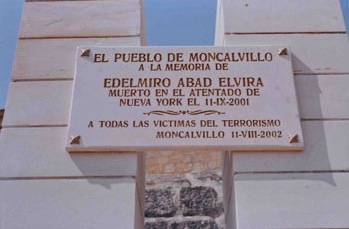 EL PUEBLO DE MONCALVILLO
A LA MEMORIA DE
EDELMIRO ABAD ELVIRA
MUERTO EN EL ATENTADO DE
NUEVA YORK EL 11-IX-2001
A TODAS LAS VICTIMAS DEL TERRORISMO
MONCALVILLO 11-VIII-2002